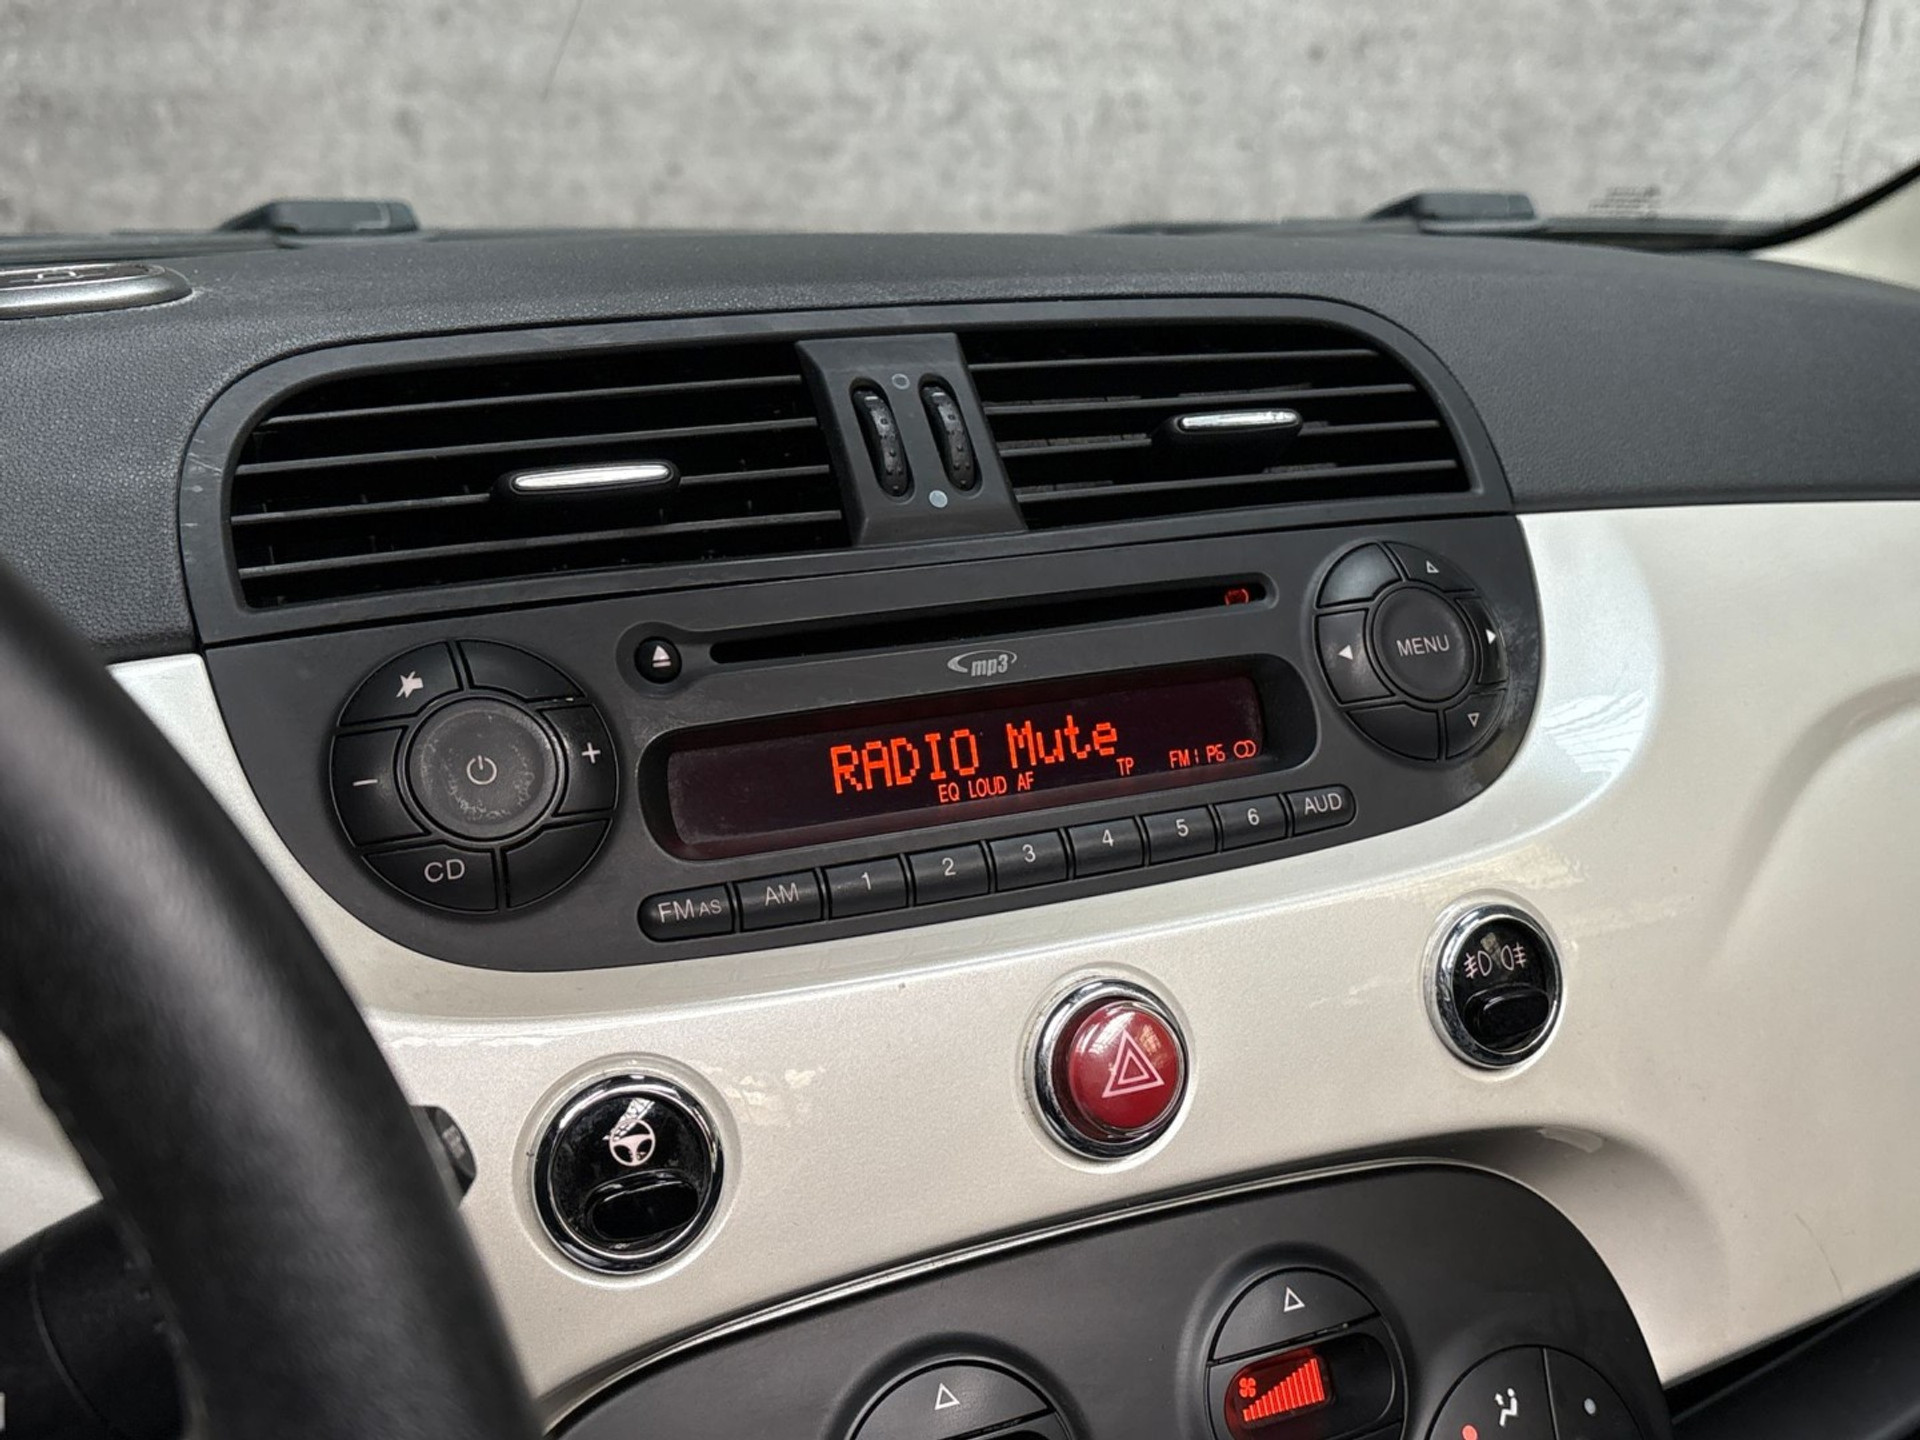 mp3
MENU
RADIO Mute
EQ LOUD AF
TP
FM1 P6
CD
FM AS
AM
1
2
3
4
5
6
AUD